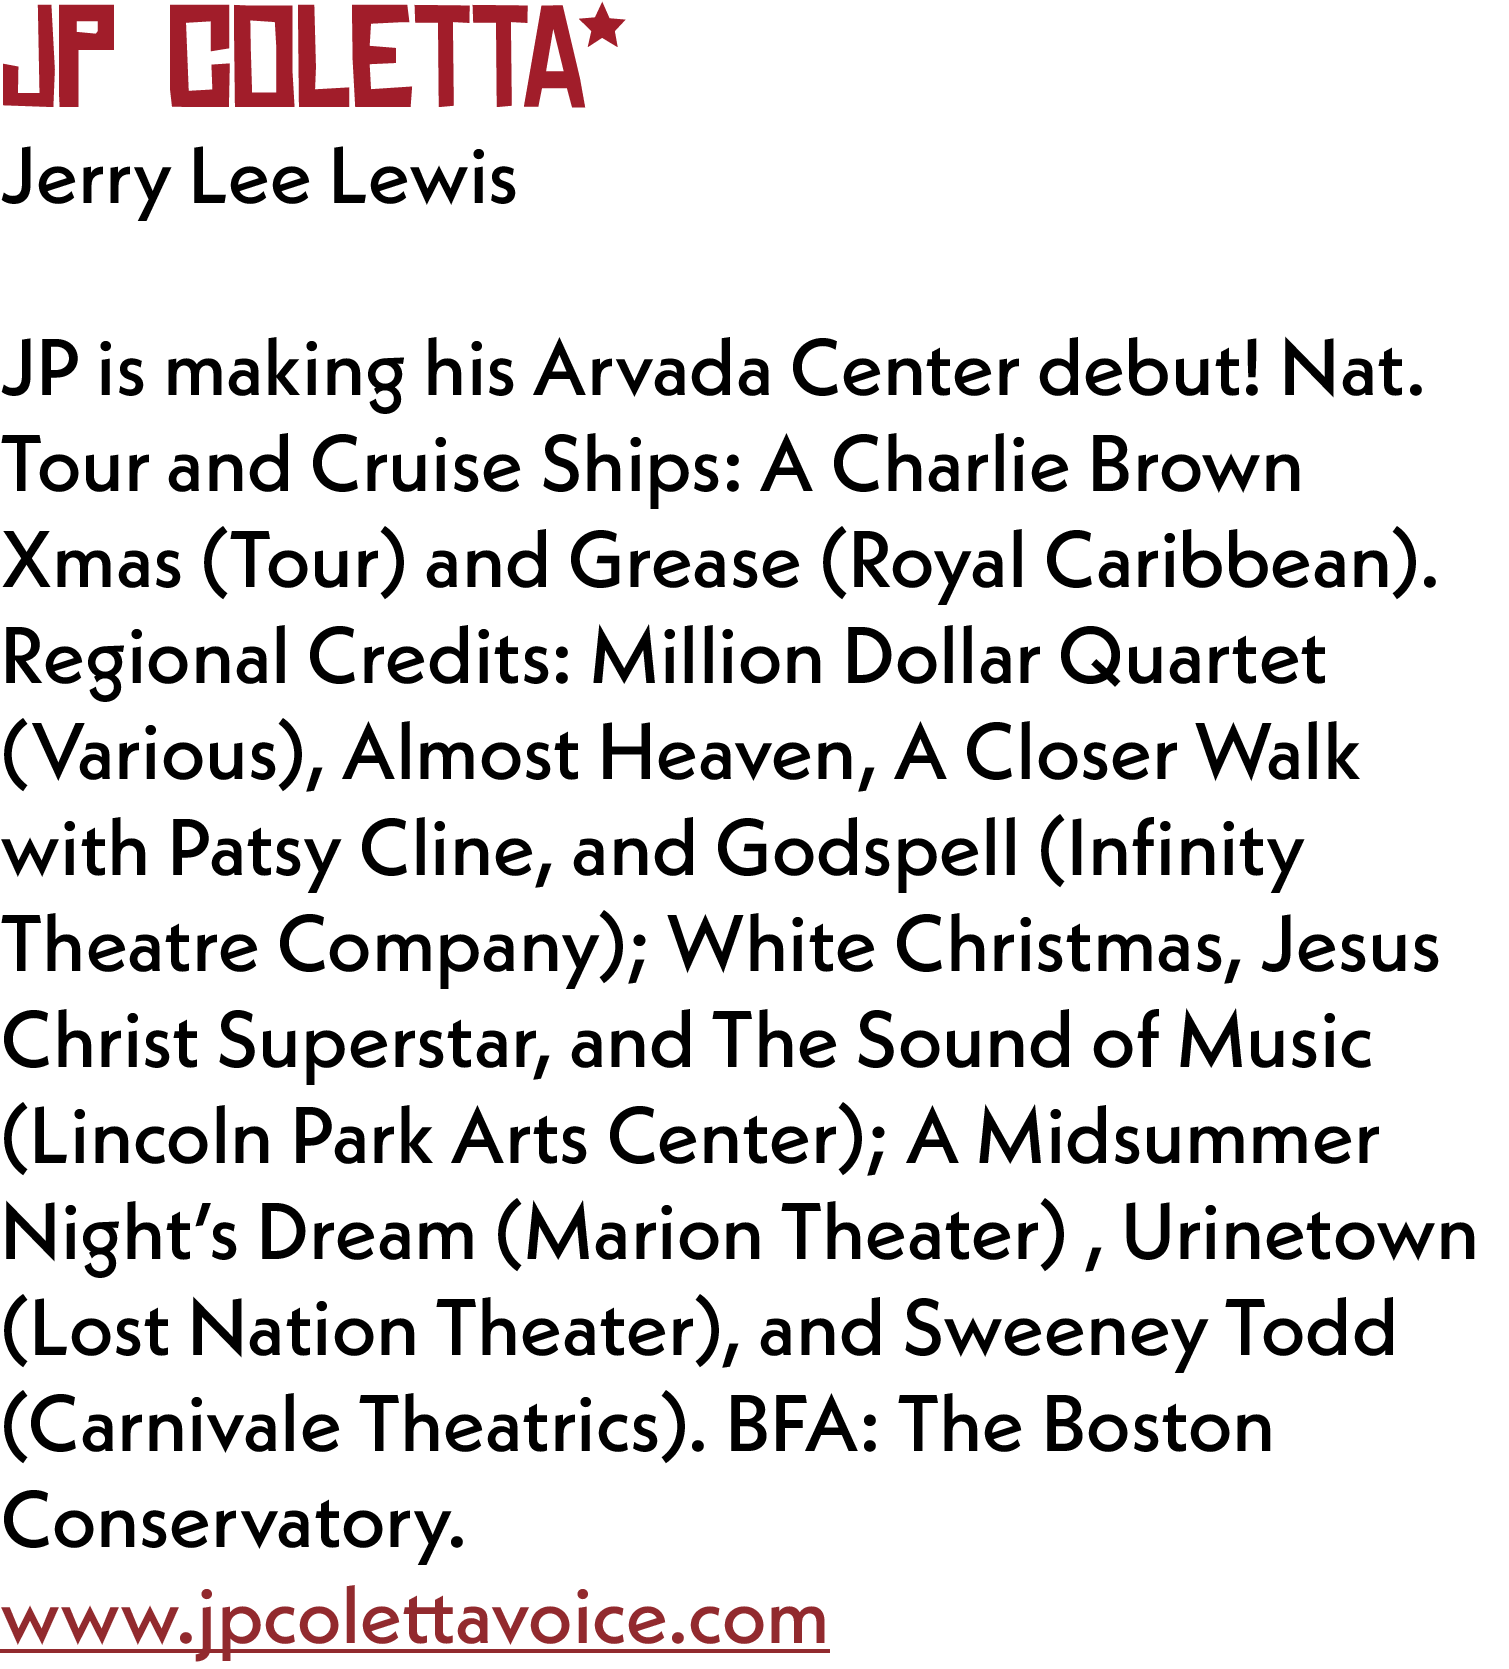 JP COLETTA★
Jerry Lee Lewis
JP is making his Arvada Center debut! Nat.
Tour and Cruise Ships: A Charlie Brown
Xmas (Tour) and Grease (Royal Caribbean).
Regional Credits: Million Dollar Quartet
(Various), Almost Heaven, A Closer Walk
with Patsy Cline, and Godspell (Infinity
Theatre Company); White Christmas, Jesus
Christ Superstar, and The Sound of Music
(Lincoln Park Arts Center); A Midsummer
Night’s Dream (Marion Theater) , Urinetown
(Lost Nation Theater), and Sweeney Todd
(Carnivale Theatrics). BFA: The Boston
Conservatory.
www.jpcolettavoice.com